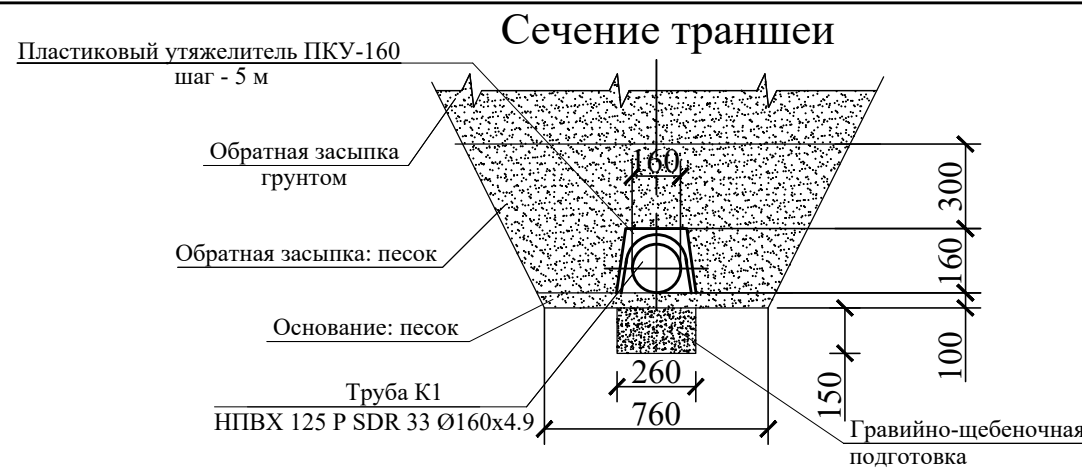 Сечение траншеи
Пластиковый утяжелитель ПКУ-160
шаг - 5 м
Обратная засыпка
грунтом
Обратная засыпка: песок
Основание: песок
Труба К1
НПВХ 125 Р SDR 33 Ø160х4.9
160
300
160
100
150
260
760
Гравийно-щебеночная
подготовка